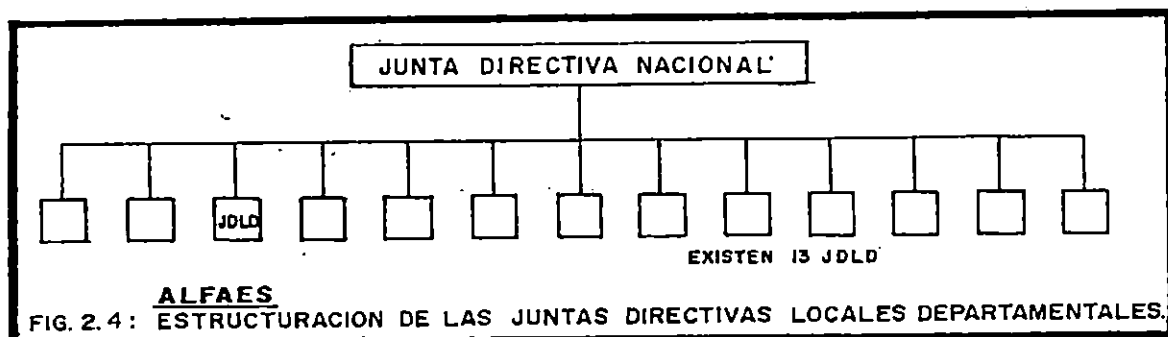 JUNTA DIRECTIVA NACIONAL
JDLD
EXISTEN 13 JDLD
ALFAES
FIG. 2.4: ESTRUCTURACION DE LAS JUNTAS DIRECTIVAS LOCALES DEPARTAMENTALES.